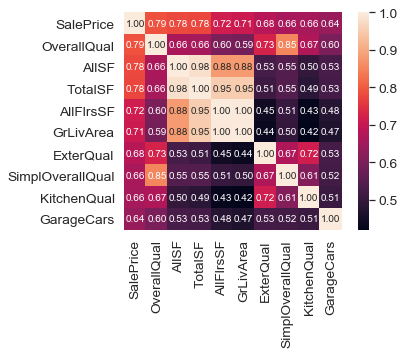 SalePrice 1.00 0.79 0.78 0.78 0.72 0.71 0.68 0.66 0.66 0.64
OverallQual 0.79 1.00 0.66 0.66 0.60 0.59 0.73 0.85 0.67 0.60
AllSF 0.78 0.66 1.00 0.98 0.88 0.88 0.53 0.55 0.50 0.53
TotalSF 0.78 0.66 0.98 1.00 0.95 0.95 0.51 0.55 0.49 0.53
AllFlrsSF 0.72 0.60 0.88 0.95 1.00 1.00 0.45 0.51 0.43 0.48
GrLivArea 0.71 0.59 0.88 0.95 1.00 1.00 0.44 0.50 0.42 0.47
ExterQual 0.68 0.73 0.53 0.51 0.45 0.44 1.00 0.67 0.72 0.53
SimplOverallQual 0.66 0.85 0.55 0.55 0.51 0.50 0.67 1.00 0.61 0.52
KitchenQual 0.66 0.67 0.50 0.49 0.43 0.42 0.72 0.61 1.00 0.51
GarageCars 0.64 0.60 0.53 0.53 0.48 0.47 0.53 0.52 0.51 1.00
SalePrice OverallQual AllSF TotalSF AllFlrsSF GrLivArea ExterQual SimplOverallQual KitchenQual GarageCars
1.0
0.9
0.8
0.7
0.6
0.5